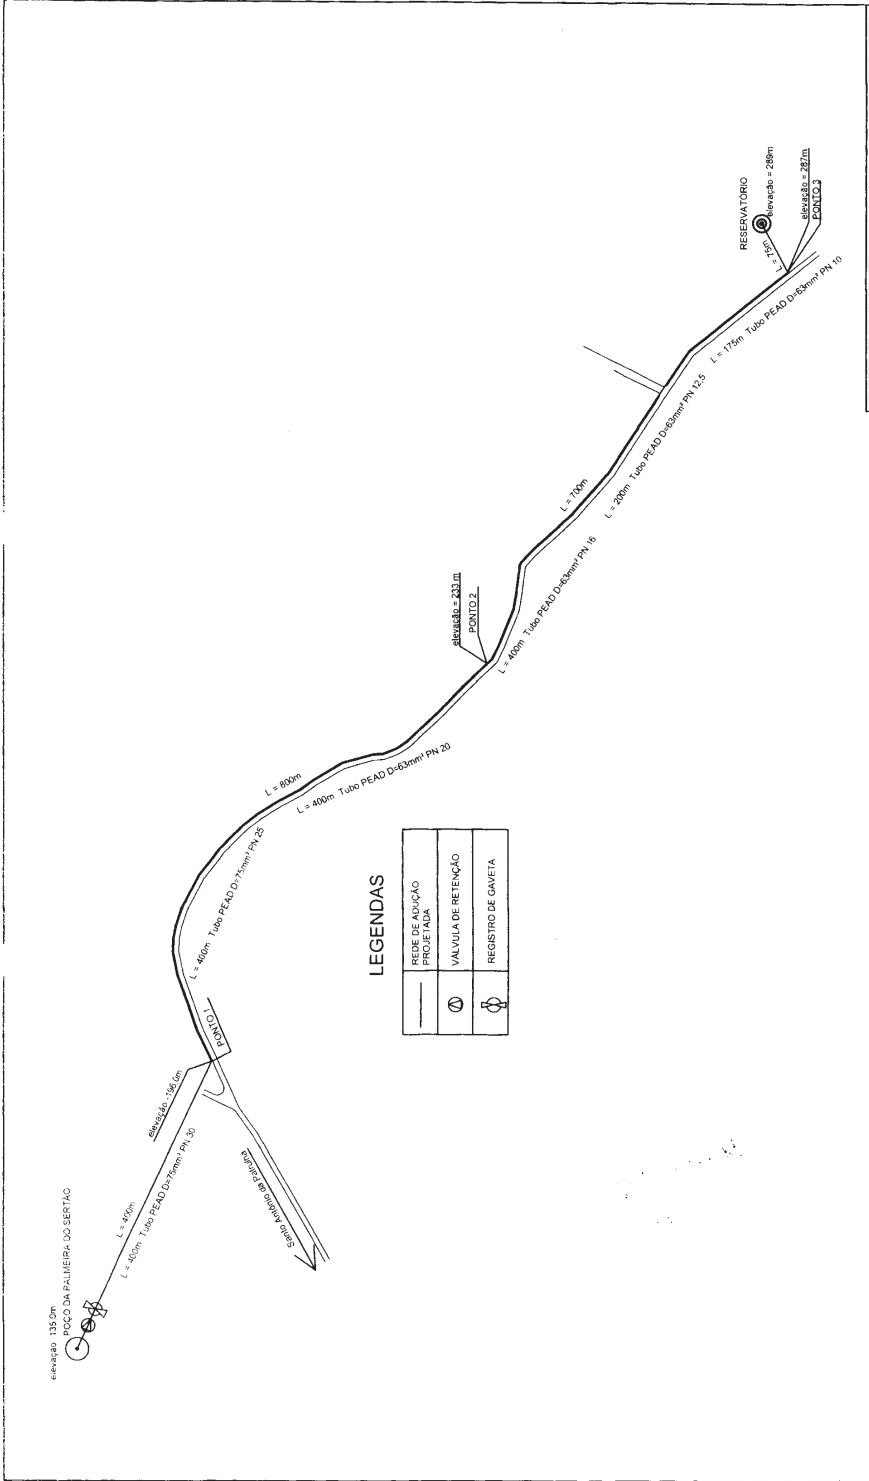 elevação 135.0m
POÇO DA PALMEIRA DO SERTÃO
L = 400m
L = 400m Tubo PEAD D=75mm² PN 30
elevação -196.0m
PONTO 1
Santo Antônio da Patrulha
L = 400m Tubo PEAD D=75mm² PN 25
L = 800m
L = 400m Tubo PEAD D=63mm² PN 20
elevação = 233 m
PONTO 2
L = 400m Tubo PEAD D=63mm² PN 16
L = 700m
L = 200m Tubo PEAD D=63mm² PN 12,5
L = 175m Tubo PEAD D=63mm² PN 10
RESERVATÓRIO
elevação = 289m
L = 75m
elevação = 287m
PONTO 3
LEGENDAS
REDE DE ADUÇÃO
PROJETADA
VÁLVULA DE RETENÇÃO
REGISTRO DE GAVETA